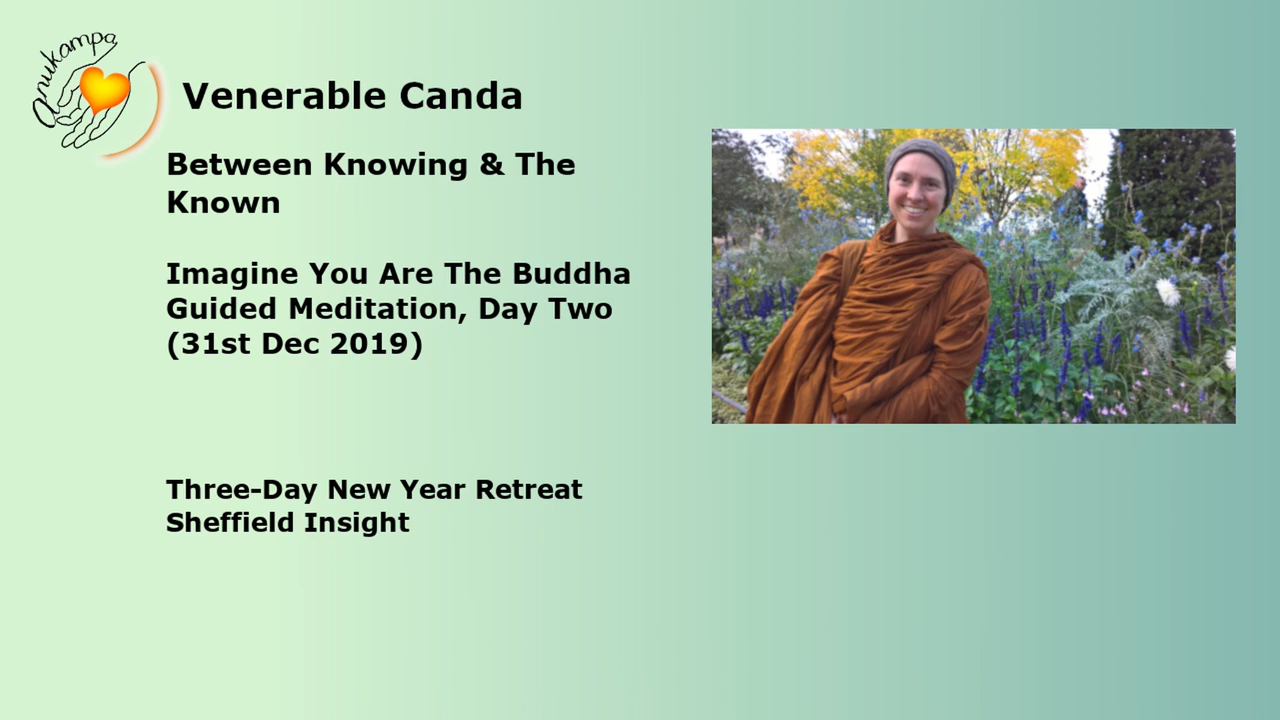 Anukampa
Venerable Canda
Between Knowing & The
Known
Imagine You Are The Buddha
Guided Meditation, Day Two
(31st Dec 2019)
Three-Day New Year Retreat
Sheffield Insight